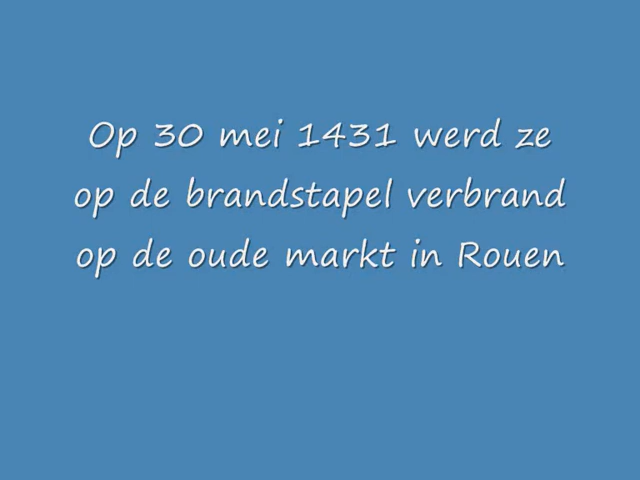 Op 30 mei 1431 werd ze
op de brandstapel verbrand
op de oude markt in Rouen